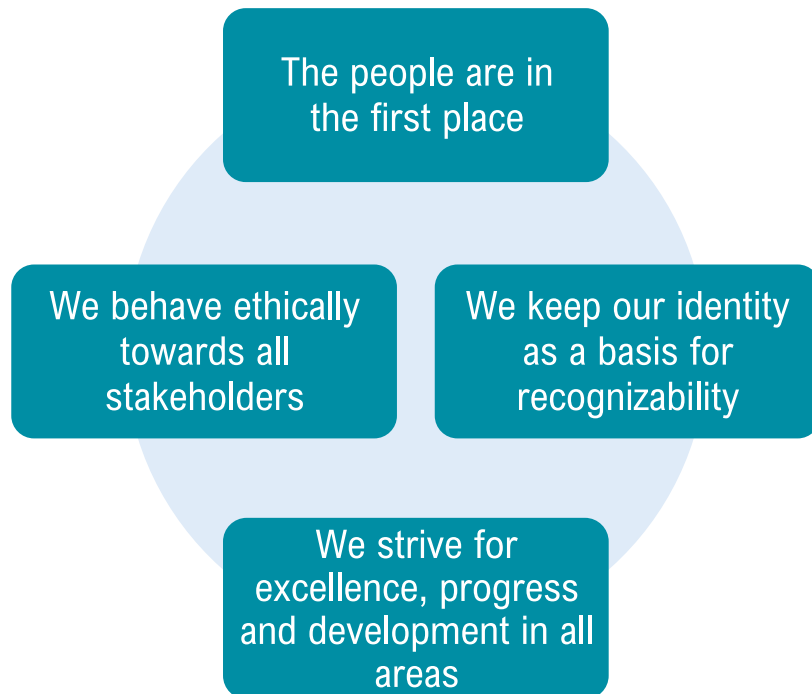 The people are in
the first place
We behave ethically
towards all
stakeholders
We keep our identity
as a basis for
recognizability
We strive for
excellence, progress
and development in all
areas